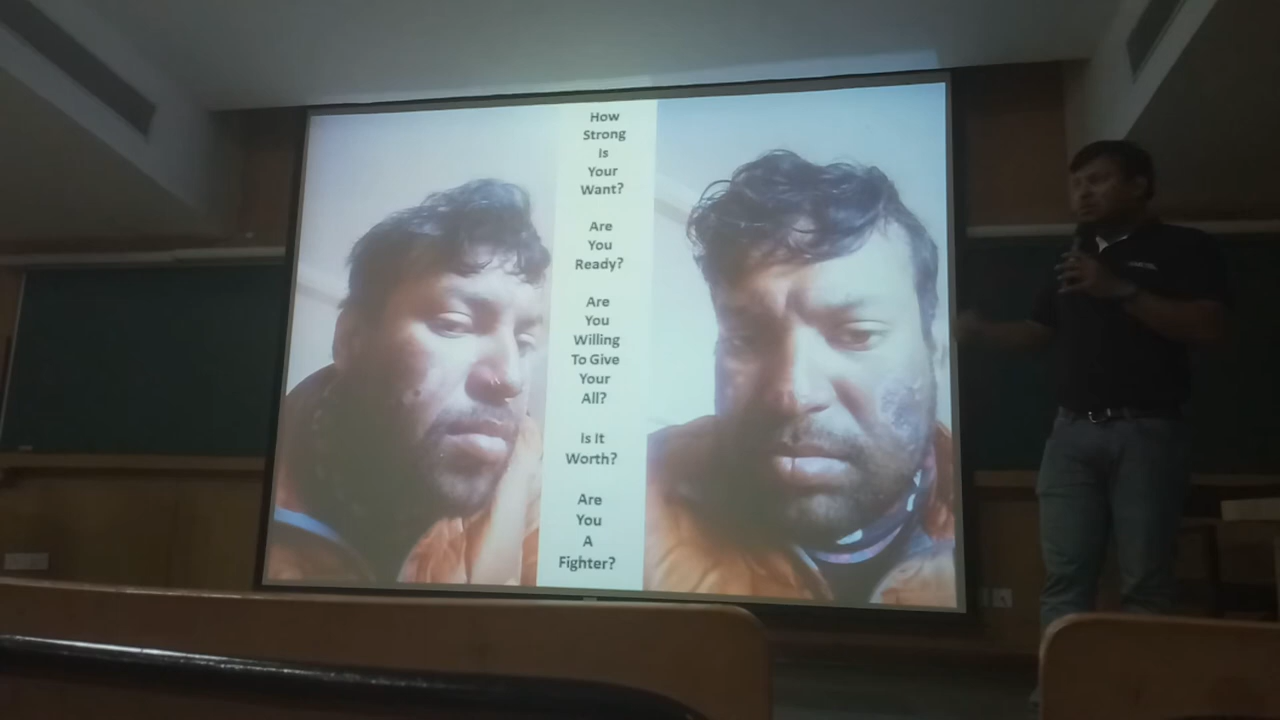 How
Strong
Is
Your
Want?
Are
You
Ready?
Are
You
Willing
To Give
Your
All?
Is It
Worth?
Are
You
A
Fighter?